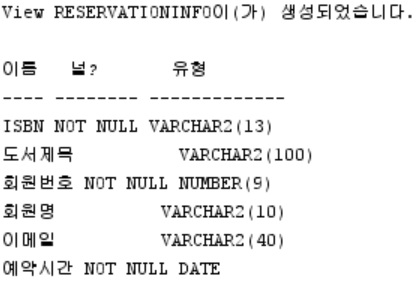 View RESERVATIONINFO이(가) 생성되었습니다.
이름 널? 유형
---- -------- -------------
ISBN NOT NULL VARCHAR2(13)
도서제목 VARCHAR2(100)
회원번호 NOT NULL NUMBER(9)
회원명 VARCHAR2(10)
이메일 VARCHAR2(40)
예약시간 NOT NULL DATE